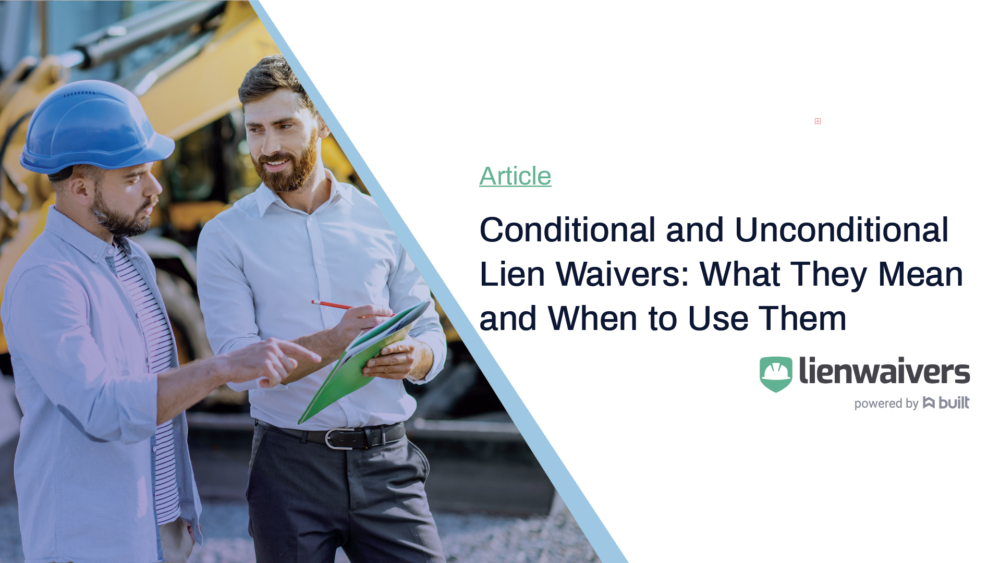 Article
Conditional and Unconditional
Lien Waivers: What They Mean
and When to Use Them
lienwaivers
powered by built